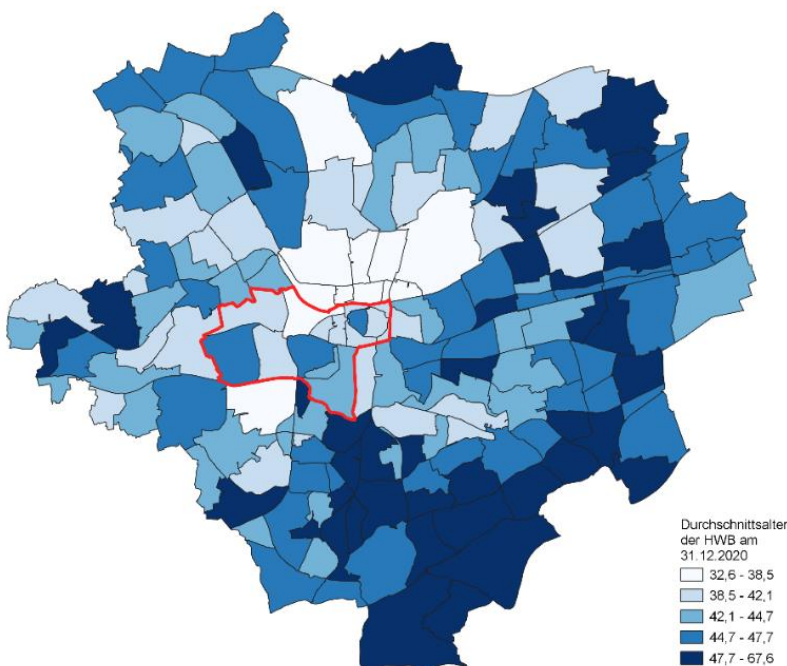 Durchschnittsalter
der HWB am
31.12.2020
32,6 - 38,5
38,5 - 42,1
42,1 - 44,7
44,7 - 47,7
47,7 - 67,6